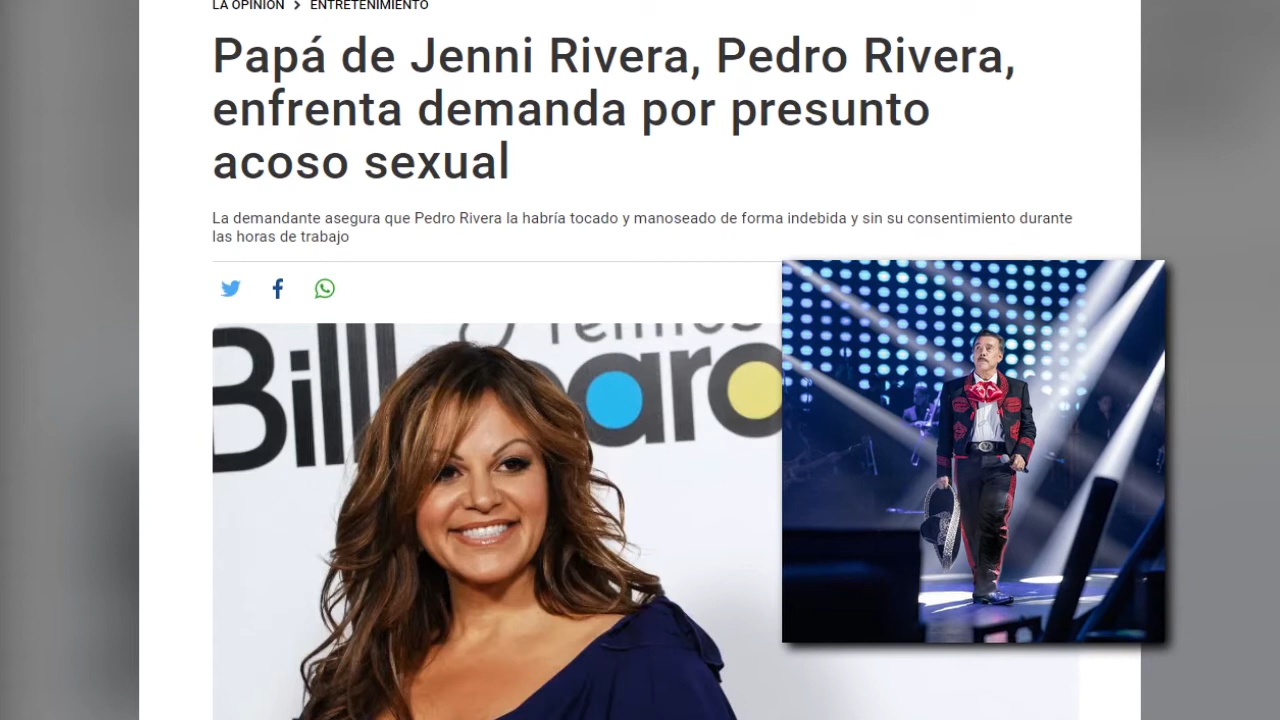 LA OPINIÓN > ENTRETENIMIENTO
Papá de Jenni Rivera, Pedro Rivera,
enfrenta demanda por presunto
acoso sexual
La demandante asegura que Pedro Rivera la habría tocado y manoseado de forma indebida y sin su consentimiento durante
las horas de trabajo
Premios
Billboard